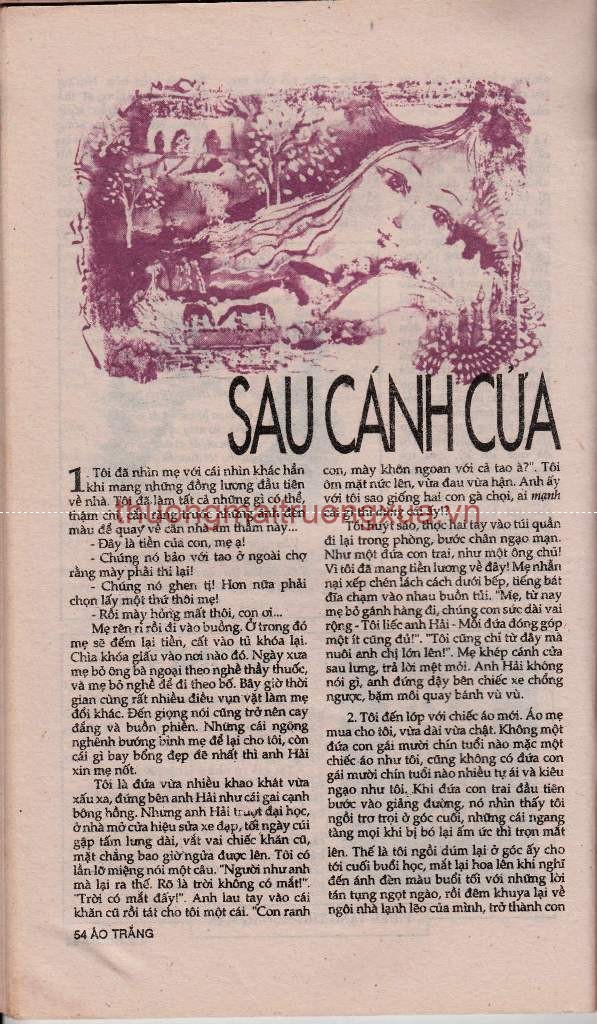 SAU CÁNH CỬA
1. Tôi đã nhìn mẹ với cái nhìn khác hẳn
khi mang những đồng lương đầu tiên
về nhà. Tôi đã làm tất cả những gì có thể,
thậm chí cắt răng trước những ánh đèn
màu để quay về căn nhà âm thầm này...
- Đây là tiền của con, mẹ ạ!
- Chúng nó bảo với tao ở ngoài chợ
rằng mày phải thi lại!
- Chúng nó ghen tị! Hơn nữa phải
chọn lấy một thứ thôi mẹ!
- Rồi mày hỏng mất thôi, con ơi...
Mẹ rên rỉ rồi đi vào buồng. Ở trong đó
mẹ sẽ đếm lại tiền, cất vào tủ khóa lại.
Chìa khóa giấu vào nơi nào đó. Ngày xưa
mẹ bỏ ông bà ngoại theo nghề thầy thuốc,
và mẹ bỏ nghề để đi theo bố. Bây giờ thời
gian cùng rất nhiều điều vụn vặt làm mẹ
đổi khác. Đến giọng nói cũng trở nên cay
đắng và buồn phiền. Những cái ngông
nghênh bướng bỉnh mẹ để lại cho tôi, còn
cái gì bay bổng đẹp đẽ nhất thì anh Hải
xin mẹ nốt.
Tôi là đứa vừa nhiều khao khát vừa
xấu xa, đứng bên anh Hải như cái gai cạnh
bông hồng. Nhưng anh Hải trượt đại học,
ở nhà mở cửa hiệu sửa xe đạp, tối ngày cúi
gập tấm lưng dài, vắt vai chiếc khăn cũ,
mặt chẳng bao giờ ngửa được lên. Tôi có
lần lỡ miệng nói một câu. "Người như anh
mà lại ra thế. Rõ là trời không có mắt!".
"Trời có mắt đấy!". Anh lau tay vào cái
khăn cũ rồi tát cho tôi một cái. "Con ranh
con, mày khôn ngoan với cả tao à?". Tôi
ôm mặt nức lên, vừa đau vừa hận. Anh ấy
với tôi sao giống hai con gà chọi, ai mạnh
Tôi huýt sáo, thọc hai tay vào túi quần
đi lại trong phòng, bước chân ngạo mạn.
Như một đứa con trai, như một ông chủ!
Vì tôi đã mang tiền lương về đây! Mẹ nhẫn
nại xếp chén lách cách dưới bếp, tiếng bát
đĩa chạm vào nhau buồn tủi. "Mẹ, từ nay
mẹ bỏ gánh hàng đi, chúng con sức dài vai
rộng - Tôi liếc anh Hải - Mỗi đứa đóng góp
một ít cũng đủ!". "Tôi cũng chỉ từ đấy mà
nuôi anh chị lớn lên!". Mẹ khép cánh cửa
sau lưng, trả lời mệt mỏi. Anh Hải không
nói gì, anh đứng dậy bên chiếc xe chổng
ngược, bặm môi quay bánh vù vù.
2. Tôi đến lớp với chiếc áo mới. Áo mẹ
mua cho tôi, vừa dài vừa chật. Không một
đứa con gái mười chín tuổi nào mặc một
chiếc áo như tôi, cũng không có đứa con
gái mười chín tuổi nào nhiều tự ái và kiêu
ngạo như tôi. Khi đứa con trai đầu tiên
bước vào giảng đường, nó nhìn thấy tôi
ngồi trơ trọi ở góc cuối, những cái ngang
tàng mọi khi bị bó lại ấm ức thì trọn mắt
lên. Thế là tôi ngồi dúm lại ở góc ấy cho
tới cuối buổi học, mắt lại hoa lên khi nghĩ
đến ánh đèn màu buổi tối với những lời
tán tụng ngọt ngào, rồi đêm khuya lại về
ngôi nhà lạnh lẽo của mình, trở thành con
54 ÁO TRẮNG